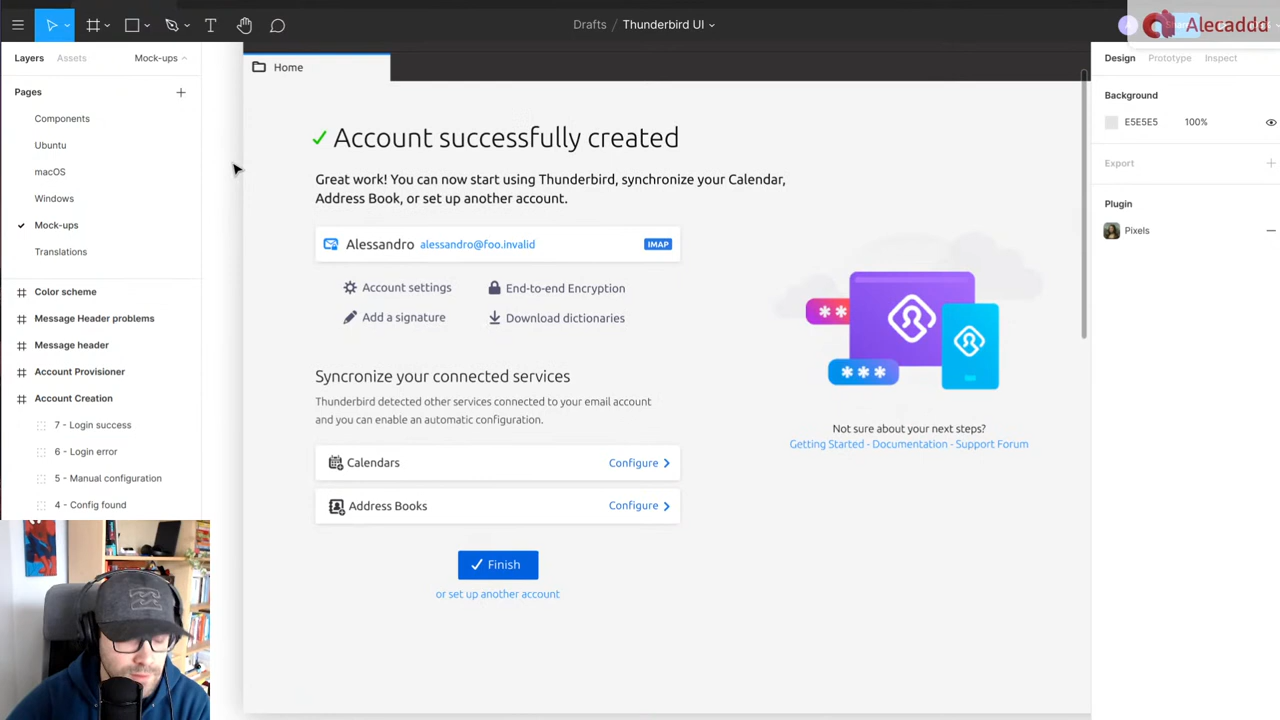 Drafts / Thunderbird UI
Alecaddd
Layers Assets Mock-ups
Pages
Components
Ubuntu
macOS
Windows
Mock-ups
Translations
Color scheme
Message Header problems
Message header
Account Provisioner
Account Creation
7 - Login success
6 - Login error
5 - Manual configuration
4 - Config found
Home
Account successfully created
Great work! You can now start using Thunderbird, synchronize your Calendar,
Address Book, or set up another account.
Alessandro alessandro@foo.invalid IMAP
Account settings End-to-end Encryption
Add a signature Download dictionaries
Syncronize your connected services
Thunderbird detected other services connected to your email account
and you can enable an automatic configuration.
Calendars Configure
Address Books Configure
Finish
or set up another account
Not sure about your next steps?
Getting Started - Documentation - Support Forum
Design Prototype Inspect
Background
E5E5E5 100%
Export
Plugin
Pixels